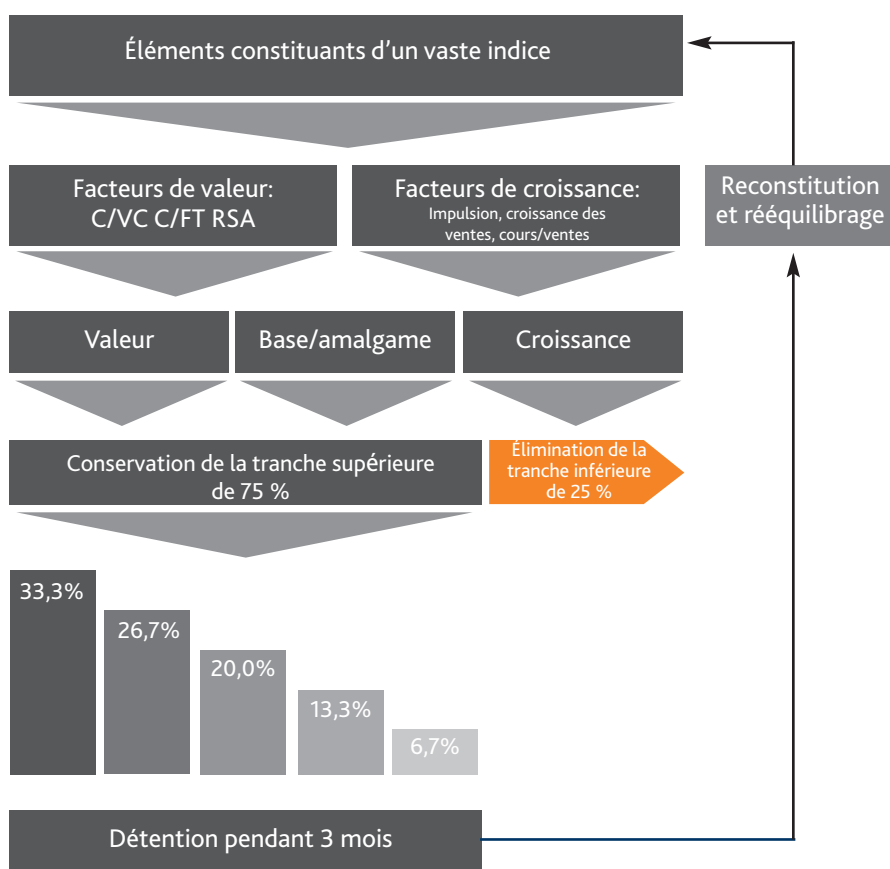 Éléments constituants d'un vaste indice
Facteurs de valeur:
C/VC C/FT RSA
Facteurs de croissance:
Impulsion, croissance des
ventes, cours/ventes
Reconstitution
et rééquilibrage
Valeur
Base/amalgame
Croissance
Conservation de la tranche supérieure
de 75 %
Élimination de la
tranche inférieure
de 25 %
33,3%
26,7%
20,0%
13,3%
6,7%
Détention pendant 3 mois